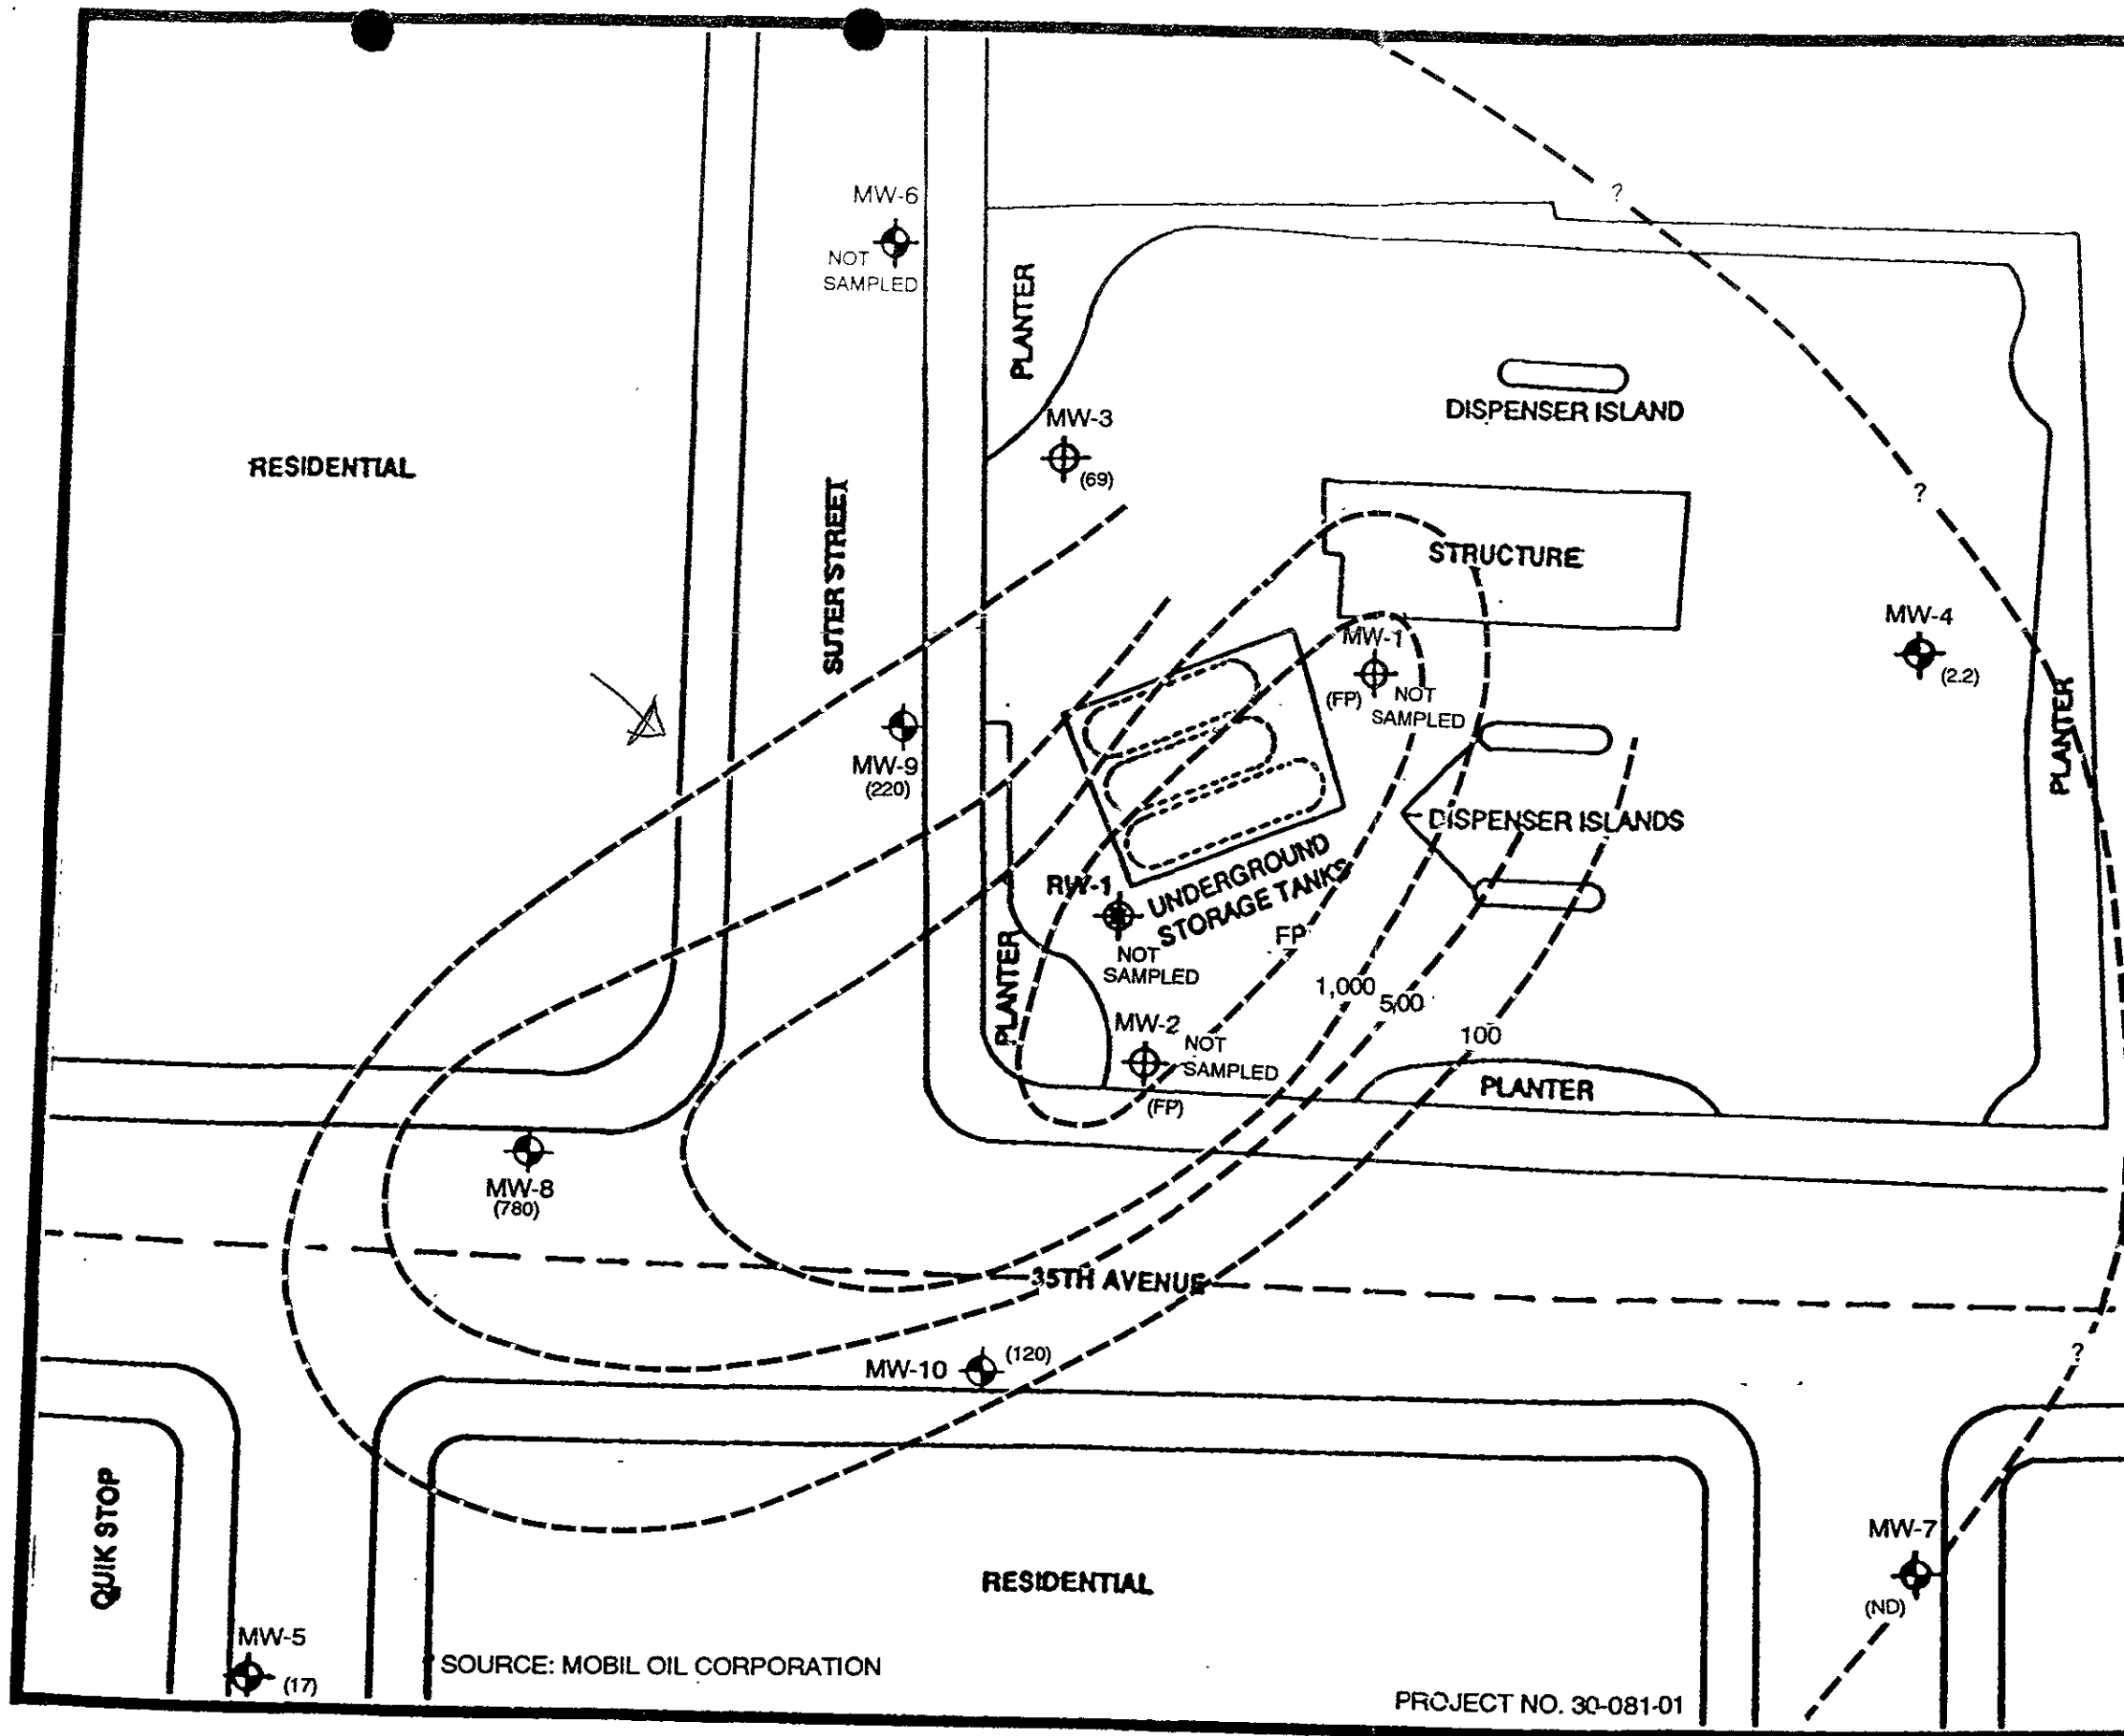 ?
MW-6
NOT
SAMPLED
PLANTER
DISPENSER ISLAND
MW-3
(69)
RESIDENTIAL
SUTER STREET
?
STRUCTURE
MW-1
(FP)
NOT
SAMPLED
MW-4
(2.2)
PLANTER
MW-9
(220)
DISPENSER ISLANDS
UNDERGROUND
STORAGE TANKS
RW-1
NOT
SAMPLED
FP
PLANTER
1,000
500
100
MW-2
NOT
SAMPLED
(FP)
PLANTER
MW-8
(780)
35TH AVENUE
?
MW-10
(120)
QUIK STOP
MW-7
(ND)
RESIDENTIAL
MW-5
(17)
SOURCE: MOBIL OIL CORPORATION
PROJECT NO. 30-081-01